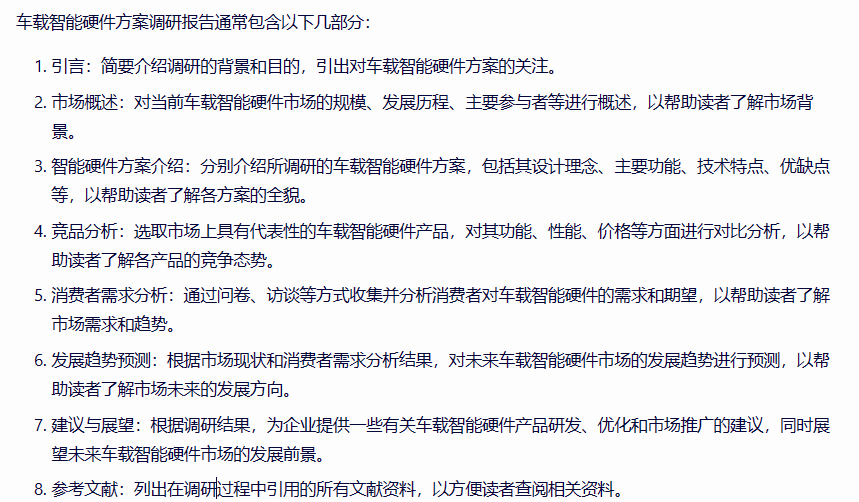 车载智能硬件方案调研报告通常包含以下几部分：
1. 引言：简要介绍调研的背景和目的，引出对车载智能硬件方案的关注。
2. 市场概述：对当前车载智能硬件市场的规模、发展历程、主要参与者等进行概述，以帮助读者了解市场背
景。
3. 智能硬件方案介绍：分别介绍所调研的车载智能硬件方案，包括其设计理念、主要功能、技术特点、优缺点
等，以帮助读者了解各方案的全貌。
4. 竞品分析：选取市场上具有代表性的车载智能硬件产品，对其功能、性能、价格等方面进行对比分析，以帮
助读者了解各产品的竞争态势。
5. 消费者需求分析：通过问卷、访谈等方式收集并分析消费者对车载智能硬件的需求和期望，以帮助读者了解
市场需求和趋势。
6. 发展趋势预测：根据市场现状和消费者需求分析结果，对未来车载智能硬件市场的发展趋势进行预测，以帮
助读者了解市场未来的发展方向。
7. 建议与展望：根据调研结果，为企业提供一些有关车载智能硬件产品研发、优化和市场推广的建议，同时展
望未来车载智能硬件市场的发展前景。
8. 参考文献：列出在调研过程中引用的所有文献资料，以方便读者查阅相关资料。